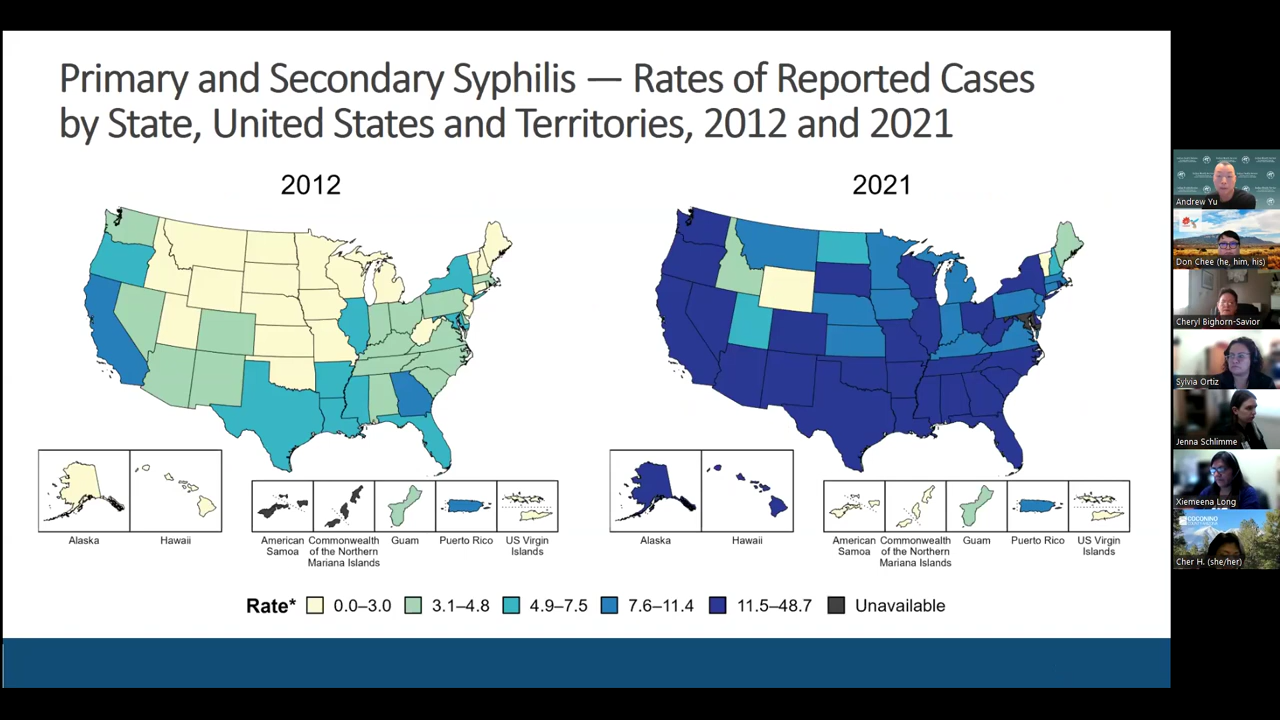 Primary and Secondary Syphilis — Rates of Reported Cases
by State, United States and Territories, 2012 and 2021
2012
2021
Alaska
Hawaii
American
Samoa
Commonwealth
of the Northern
Mariana Islands
Guam
Puerto Rico
US Virgin
Islands
Alaska
Hawaii
American
Samoa
Commonwealth
of the Northern
Mariana Islands
Guam
Puerto Rico
US Virgin
Islands
Rate* 0.0–3.0 3.1–4.8 4.9–7.5 7.6–11.4 11.5–48.7 Unavailable
Andrew Yu
Don Chee (he, him, his)
Cheryl Bighorn-Savior
Sylvia Ortiz
Jenna Schlimme
Xiemeena Long
COCONINO
Cher H. (she/her)